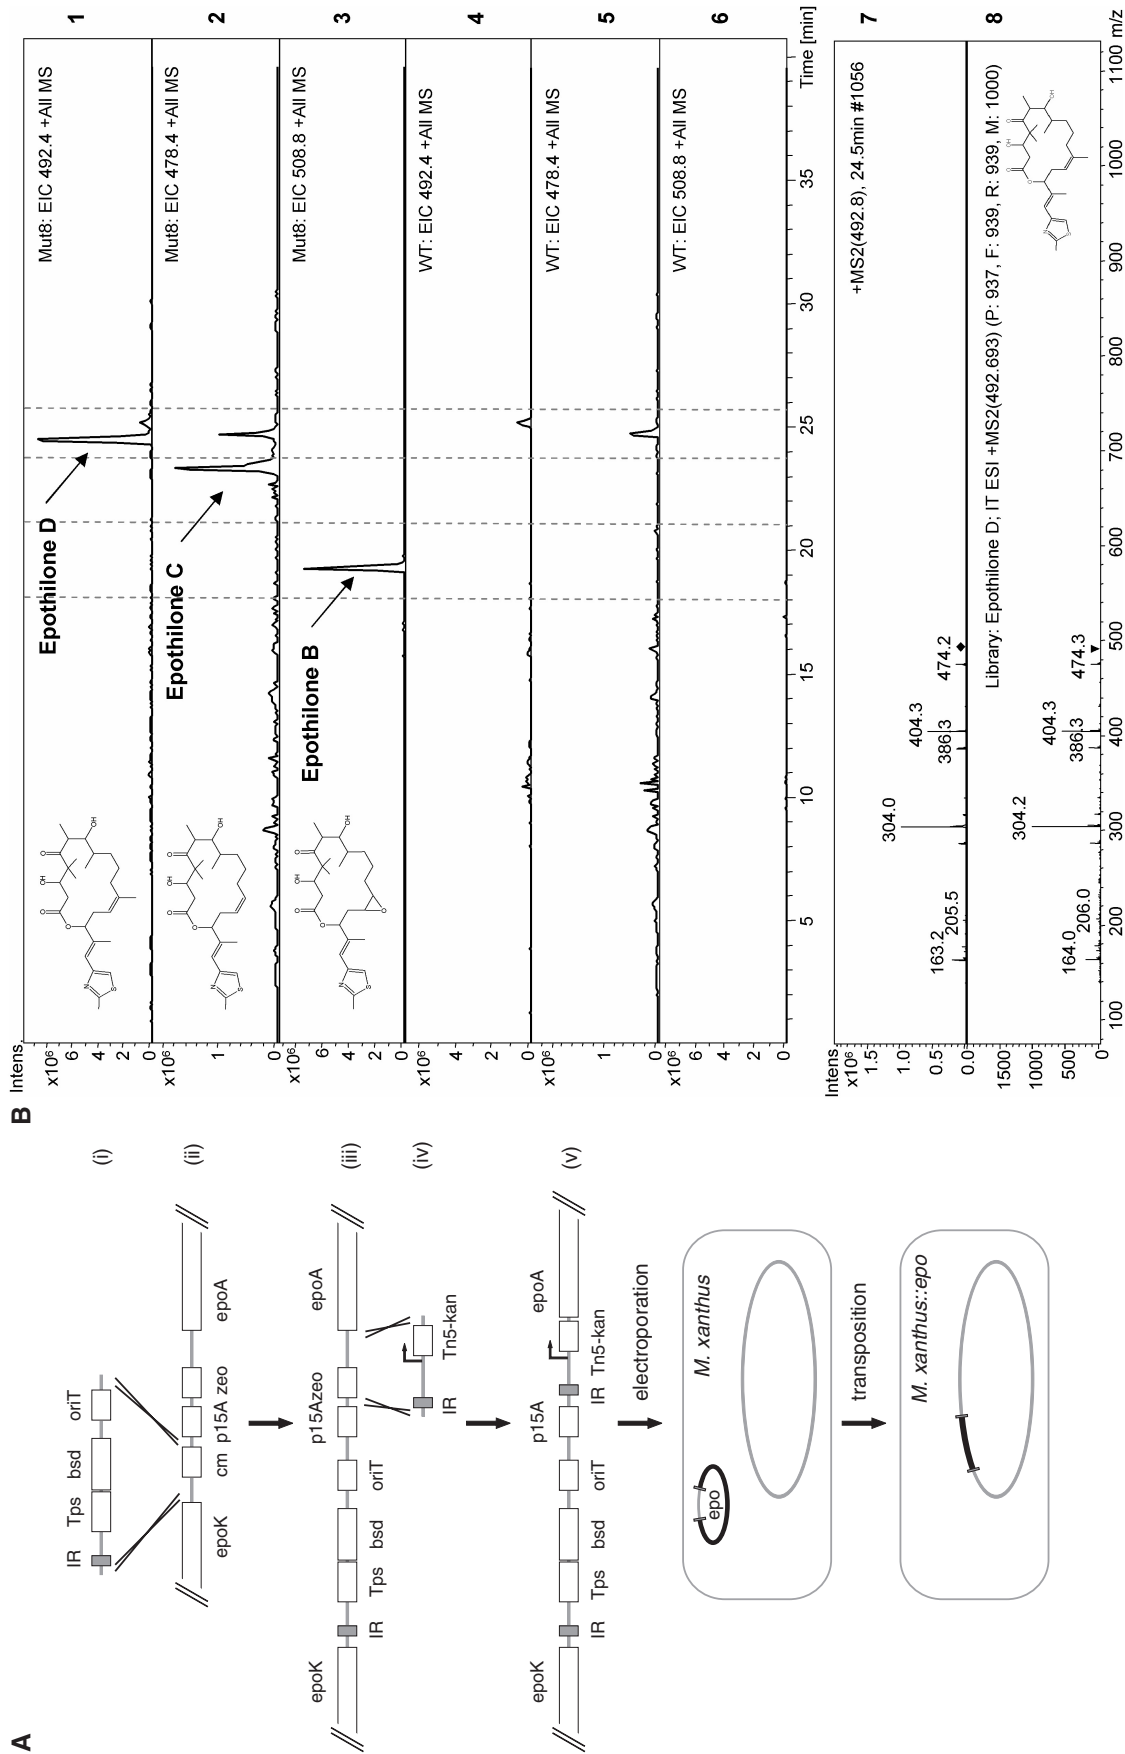 A
IR Tps bsd oriT (i)
cm p15A zeo (ii)
epoK epoA
p15Azeo
epoK epoA (iii)
IR Tps bsd oriT
IR Tn5-kan (iv)
p15A
epoK epoA (v)
IR Tps bsd oriT IR Tn5-kan
electroporation
M. xanthus
epo
transposition
M. xanthus::epo
B
Intens.
x10⁶
6
4
2
0
Epothilone D
Mut8: EIC 492.4 +All MS
1
O OH O OH O N S
x10⁶
1
0
Epothilone C
Mut8: EIC 478.4 +All MS
2
O OH O OH O N S
x10⁶
6
4
2
0
Epothilone B
Mut8: EIC 508.8 +All MS
3
O OH O OH O N S O
x10⁶
4
2
0
WT: EIC 492.4 +All MS
4
x10⁶
1
0
WT: EIC 478.4 +All MS
5
x10⁶
6
4
2
0
WT: EIC 508.8 +All MS
6
5 10 15 20 25 30 35 Time [min]
Intens.
x10⁶
1.5
1.0
0.5
0.0
163.2 205.5 304.0 386.3 404.3 474.2
+MS2(492.8), 24.5min #1056
7
1500
1000
500
0
164.0 206.0 304.2 386.3 404.3 474.3
Library: Epothilone D; IT ESI +MS2(492.693) (P: 937, F: 939, R: 939, M: 1000)
8
O OH O OH O N S
100 200 300 400 500 600 700 800 900 1000 1100 m/z